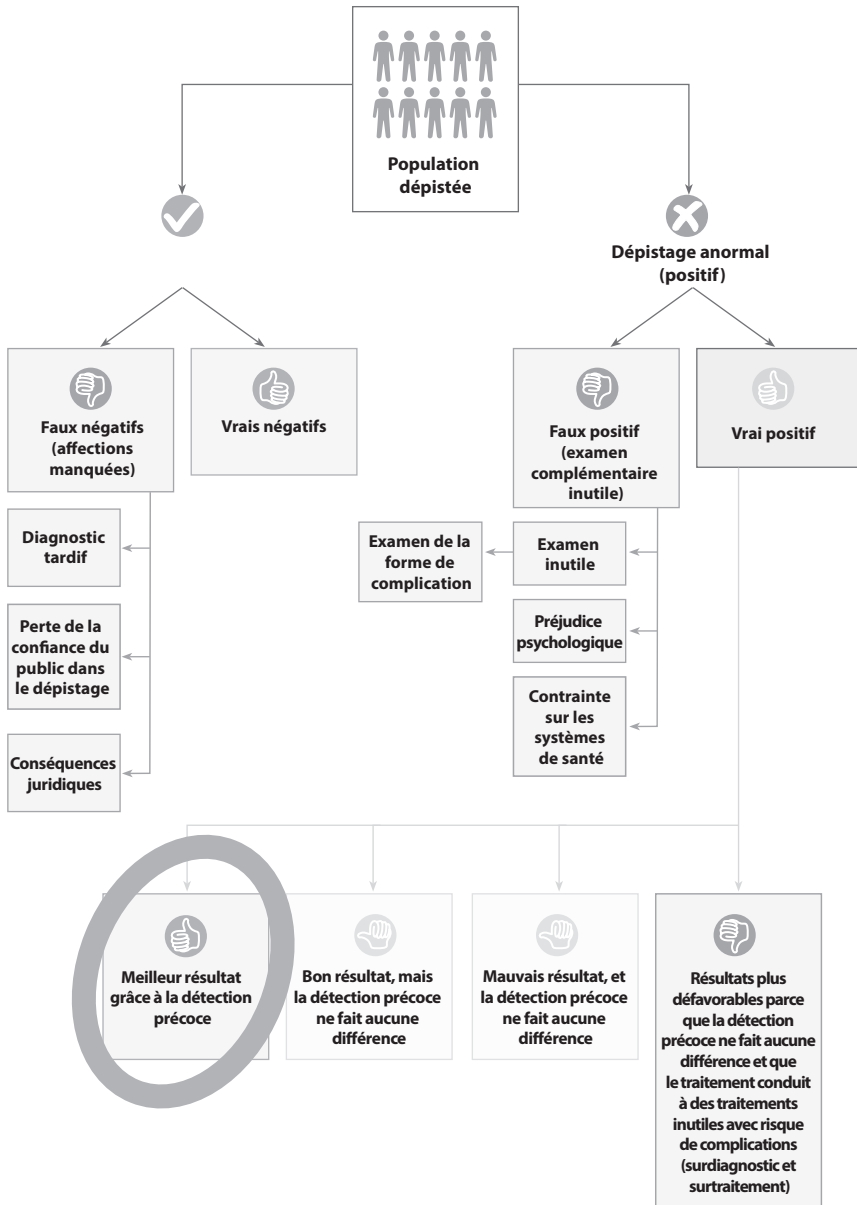 Population
dépistée
Dépistage anormal
(positif)
Faux négatifs
(affections
manquées)
Vrais négatifs
Faux positif
(examen
complémentaire
inutile)
Vrai positif
Diagnostic
tardif
Perte de la
confiance du
public dans
le dépistage
Conséquences
juridiques
Examen de la
forme de
complication
Examen
inutile
Préjudice
psychologique
Contrainte
sur les
systèmes
de santé
Meilleur résultat
grâce à la détection
précoce
Bon résultat, mais
la détection précoce
ne fait aucune
différence
Mauvais résultat, et
la détection précoce
ne fait aucune
différence
Résultats plus
défavorables parce
que la détection
précoce ne fait aucune
différence et que
le traitement conduit
à des traitements
inutiles avec risque
de complications
(surdiagnostic et
surtraitement)